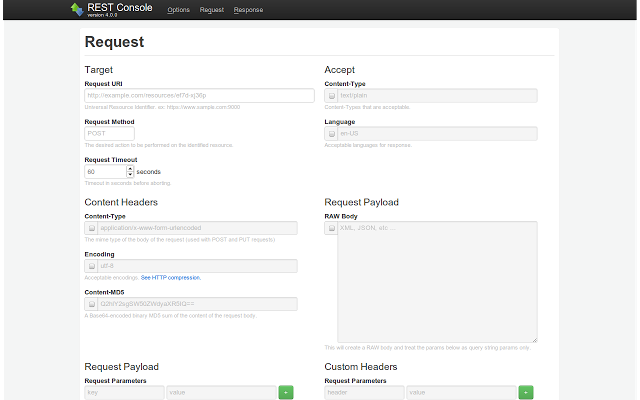 REST Console
version 4.0.0
Options
Request
Response
Request
Target
Request URI
http://example.com/resources/ef7d-xj36p
Universal Resource Identifier. ex: https://www.sample.com:9000
Request Method
POST
The desired action to be performed on the identified resource.
Request Timeout
60 seconds
Timeout in seconds before aborting.
Accept
Content-Type
text/plain
Content-Types that are acceptable.
Language
en-US
Acceptable languages for response.
Content Headers
Content-Type
application/x-www-form-urlencoded
The mime type of the body of the request (used with POST and PUT requests)
Encoding
utf-8
Acceptable encodings. See HTTP compression.
Content-MD5
A Base64-encoded binary MD5 sum of the content of the request body.
Request Payload
RAW Body
XML, JSON, etc ...
This will create a RAW body and treat the params below as query string params only
Request Payload
Request Parameters
key
value
+
Custom Headers
Request Parameters
header
value
+